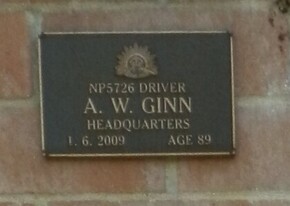 NP5726 DRIVER
A. W. GINN
HEADQUARTERS
1. 6. 2009 AGE 89